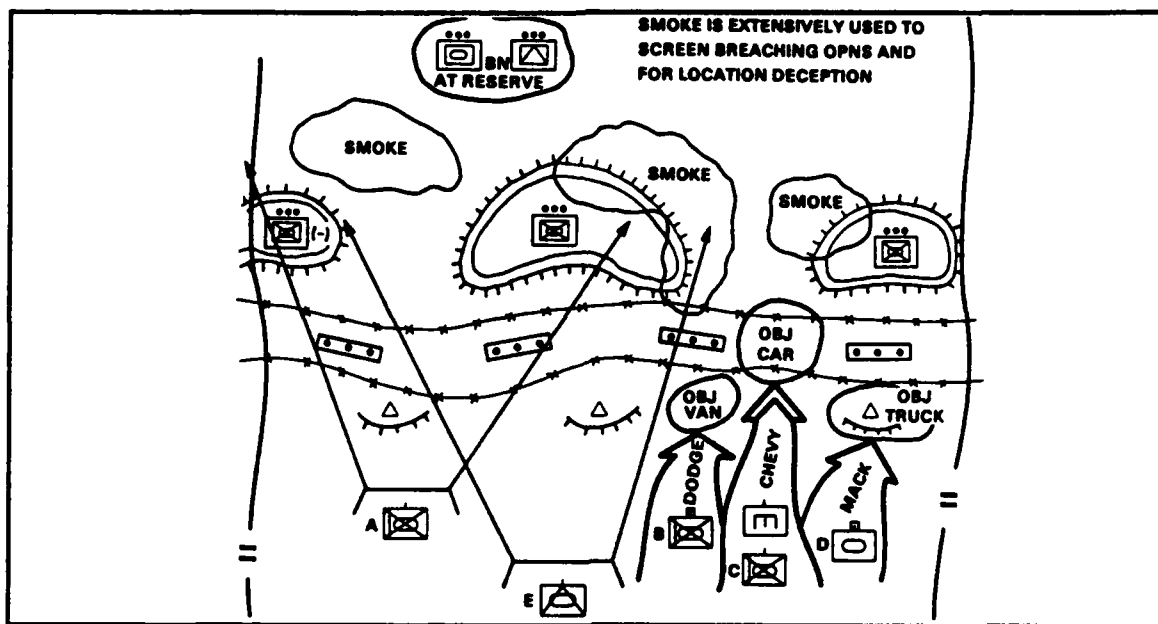 SMOKE IS EXTENSIVELY USED TO
SCREEN BREACHING OPNS AND
FOR LOCATION DECEPTION
BN
AT RESERVE
SMOKE
SMOKE
SMOKE
(-)
OBJ
CAR
OBJ
VAN
OBJ
TRUCK
DODGE
CHEVY
MACK
A
B
E
D
C
E